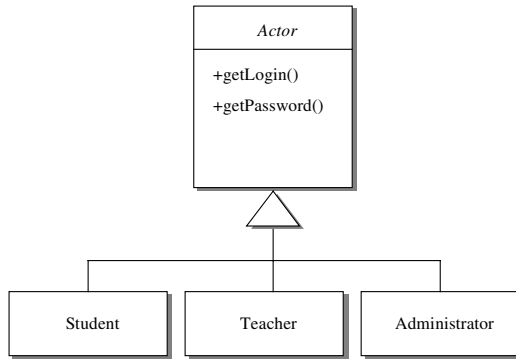 Actor
+getLogin()
+getPassword()
Student
Teacher
Administrator